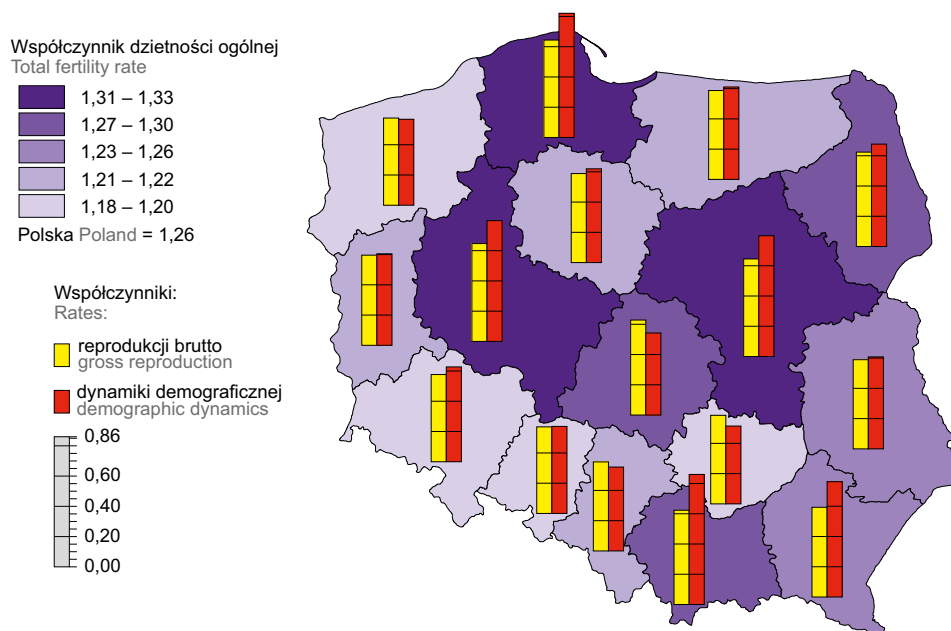 Współczynnik dzietności ogólnej
Total fertility rate
1,31 – 1,33
1,27 – 1,30
1,23 – 1,26
1,21 – 1,22
1,18 – 1,20
Polska Poland = 1,26
Współczynniki:
Rates:
reprodukcji brutto
gross reproduction
dynamiki demograficznej
demographic dynamics
0,86
0,60
0,40
0,20
0,00